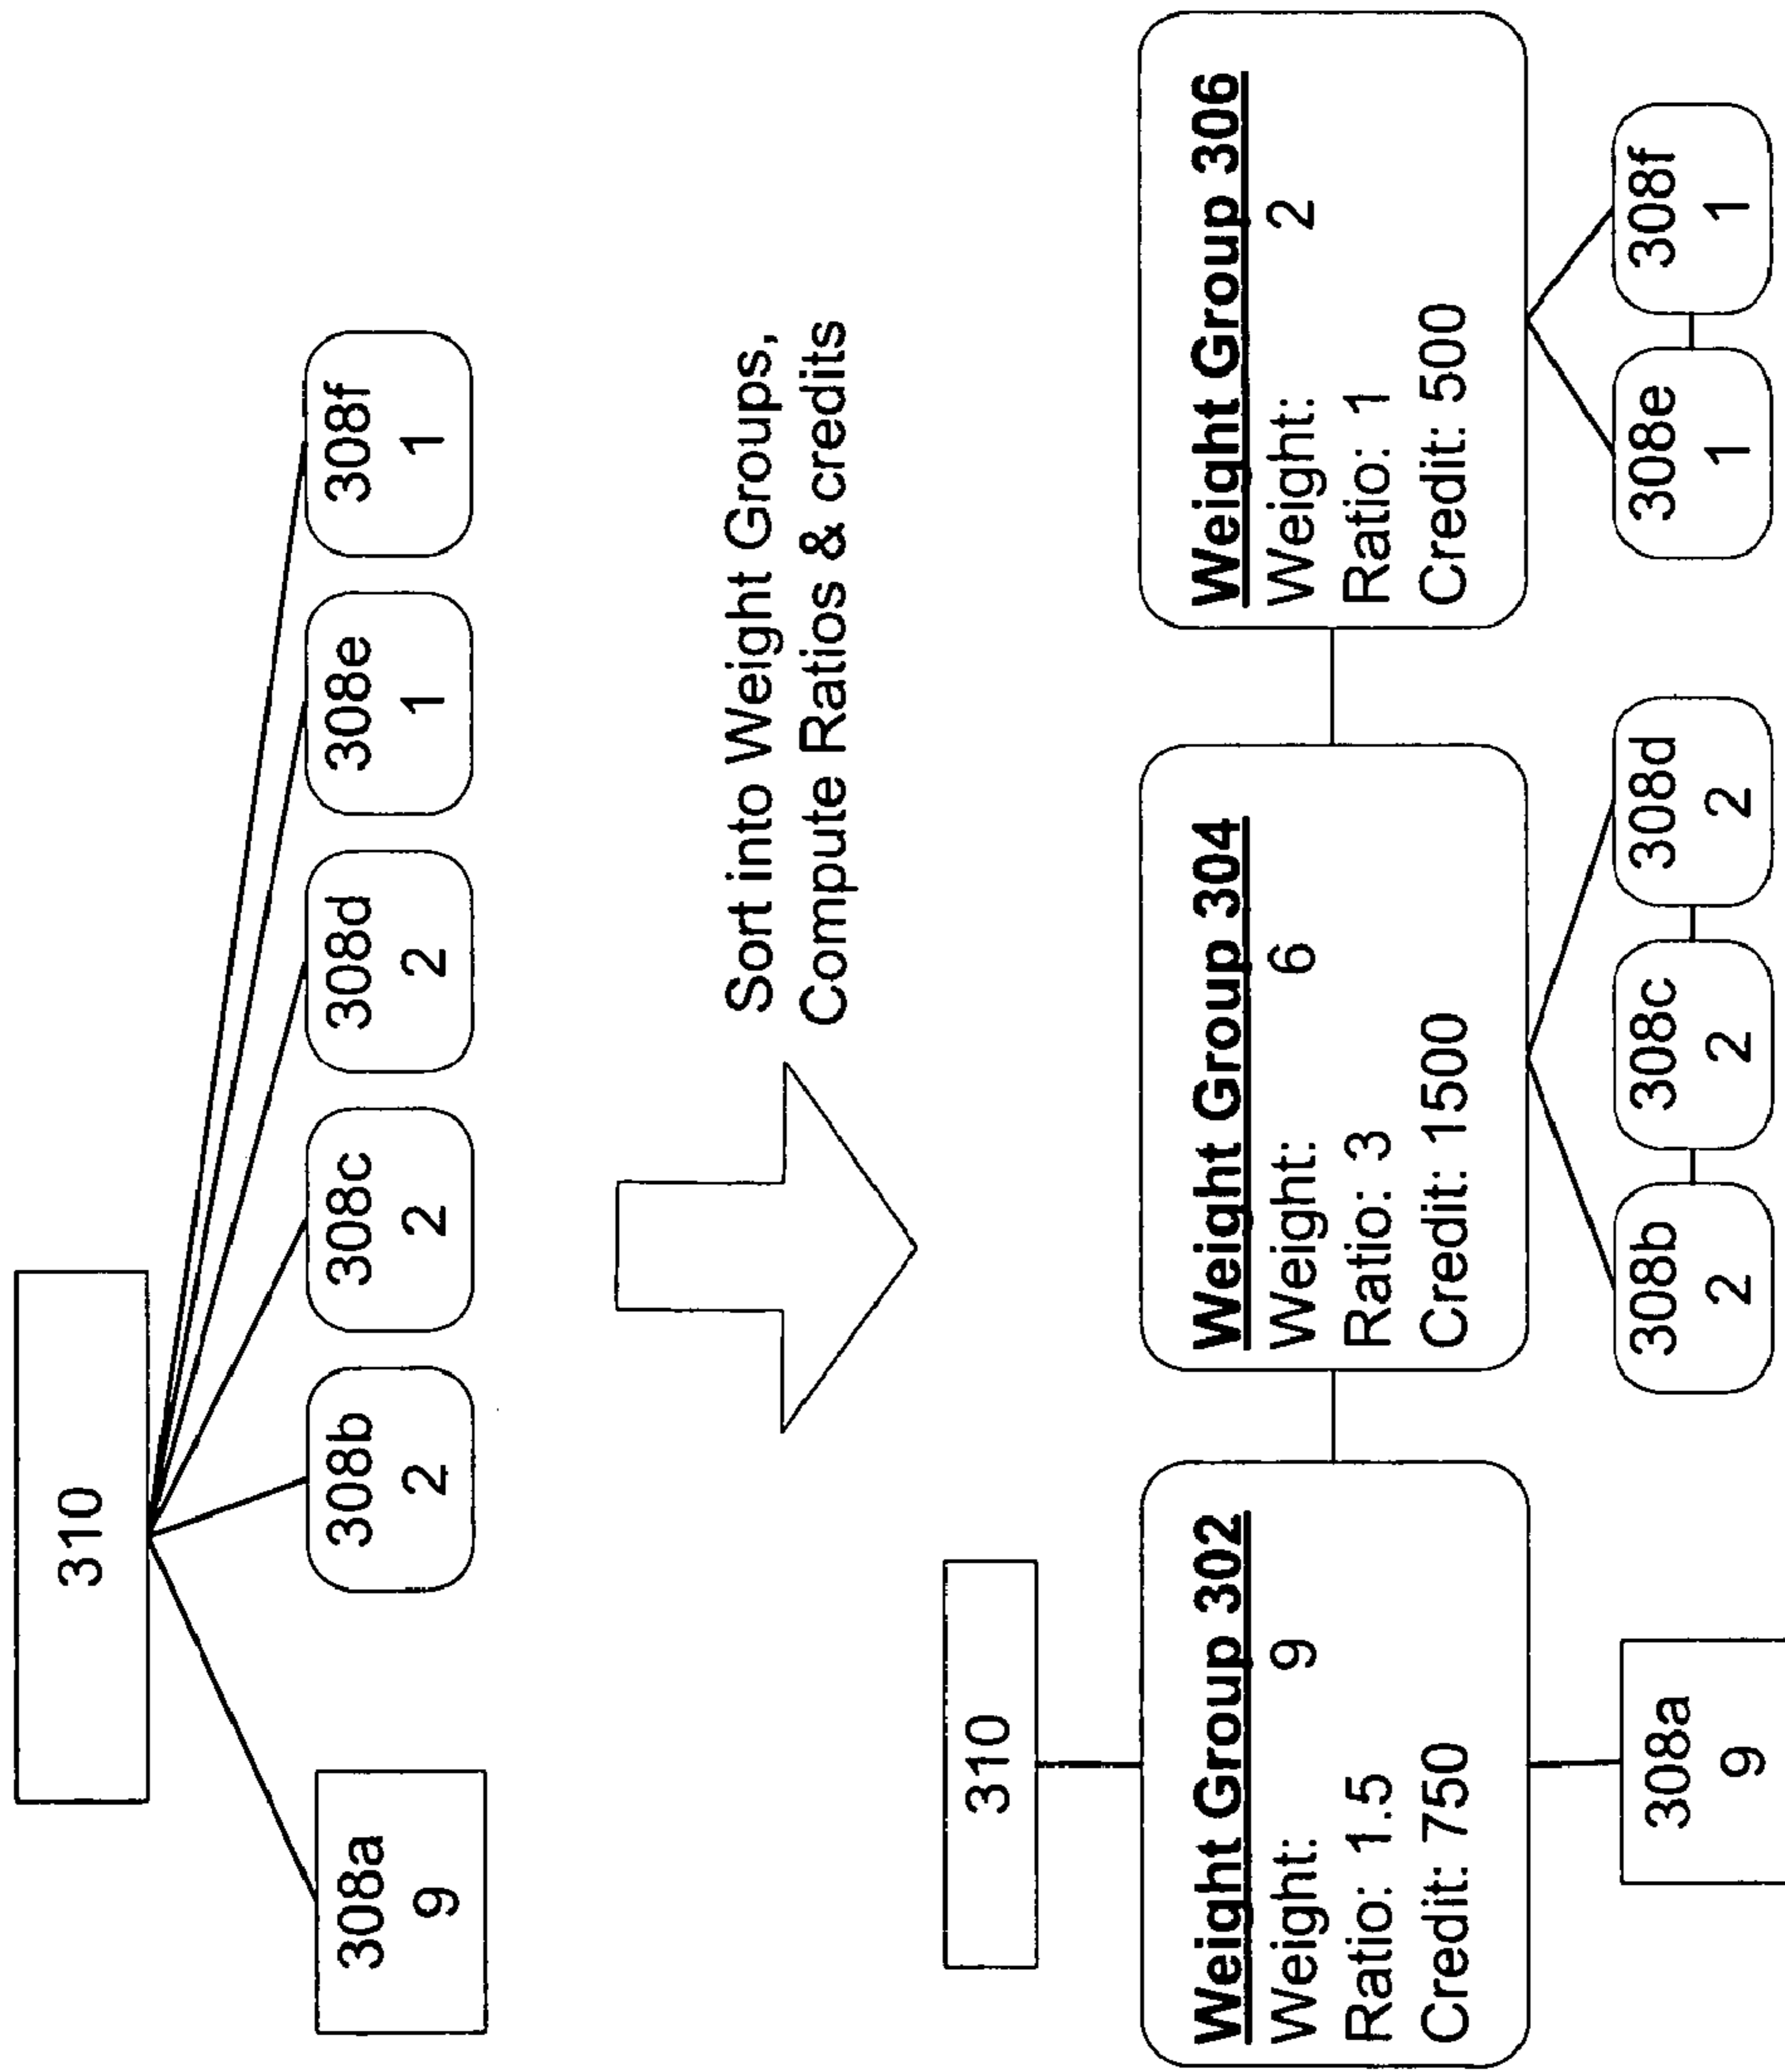 310
308a
9
308b
2
308c
2
308d
2
308e
1
308f
1
Sort into Weight Groups,
Compute Ratios & credits
310
Weight Group 302
Weight: 9
Ratio: 1.5
Credit: 750
308a
9
Weight Group 304
Weight: 6
Ratio: 3
Credit: 1500
308b
2
308c
2
308d
2
Weight Group 306
Weight: 2
Ratio: 1
Credit: 500
308e
1
308f
1